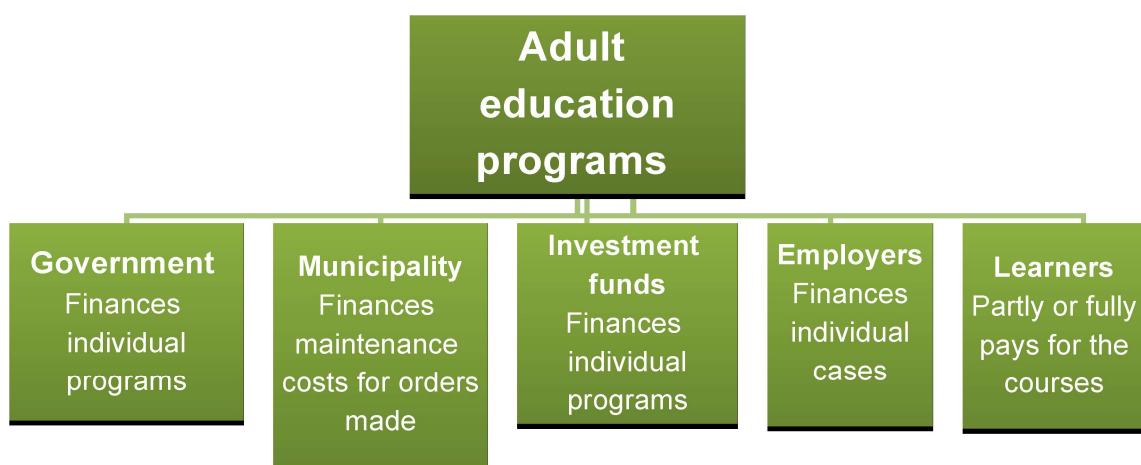 Adult
education
programs
Government
Finances
individual
programs
Municipality
Finances
maintenance
costs for orders
made
Investment
funds
Finances
individual
programs
Employers
Finances
individual
cases
Learners
Partly or fully
pays for the
courses